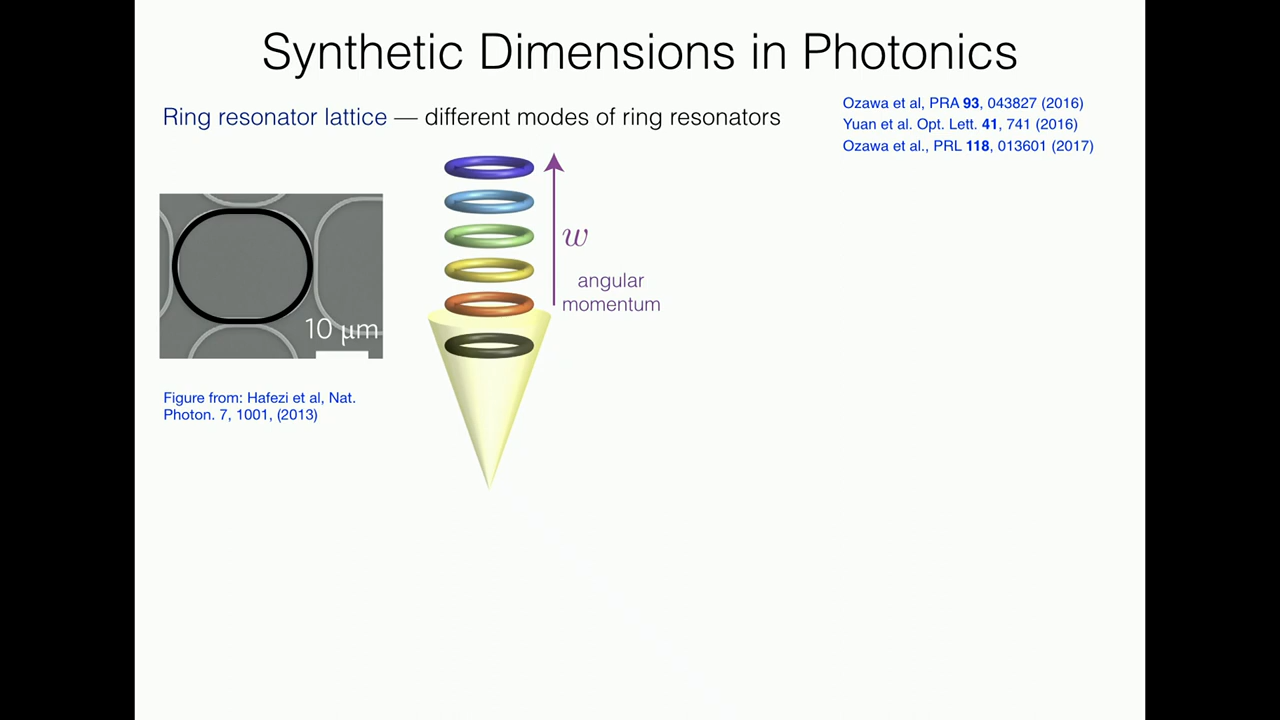 Synthetic Dimensions in Photonics
Ring resonator lattice — different modes of ring resonators
Ozawa et al, PRA 93, 043827 (2016)
Yuan et al. Opt. Lett. 41, 741 (2016)
Ozawa et al., PRL 118, 013601 (2017)
w
angular
momentum
10 μm
Figure from: Hafezi et al, Nat.
Photon. 7, 1001, (2013)